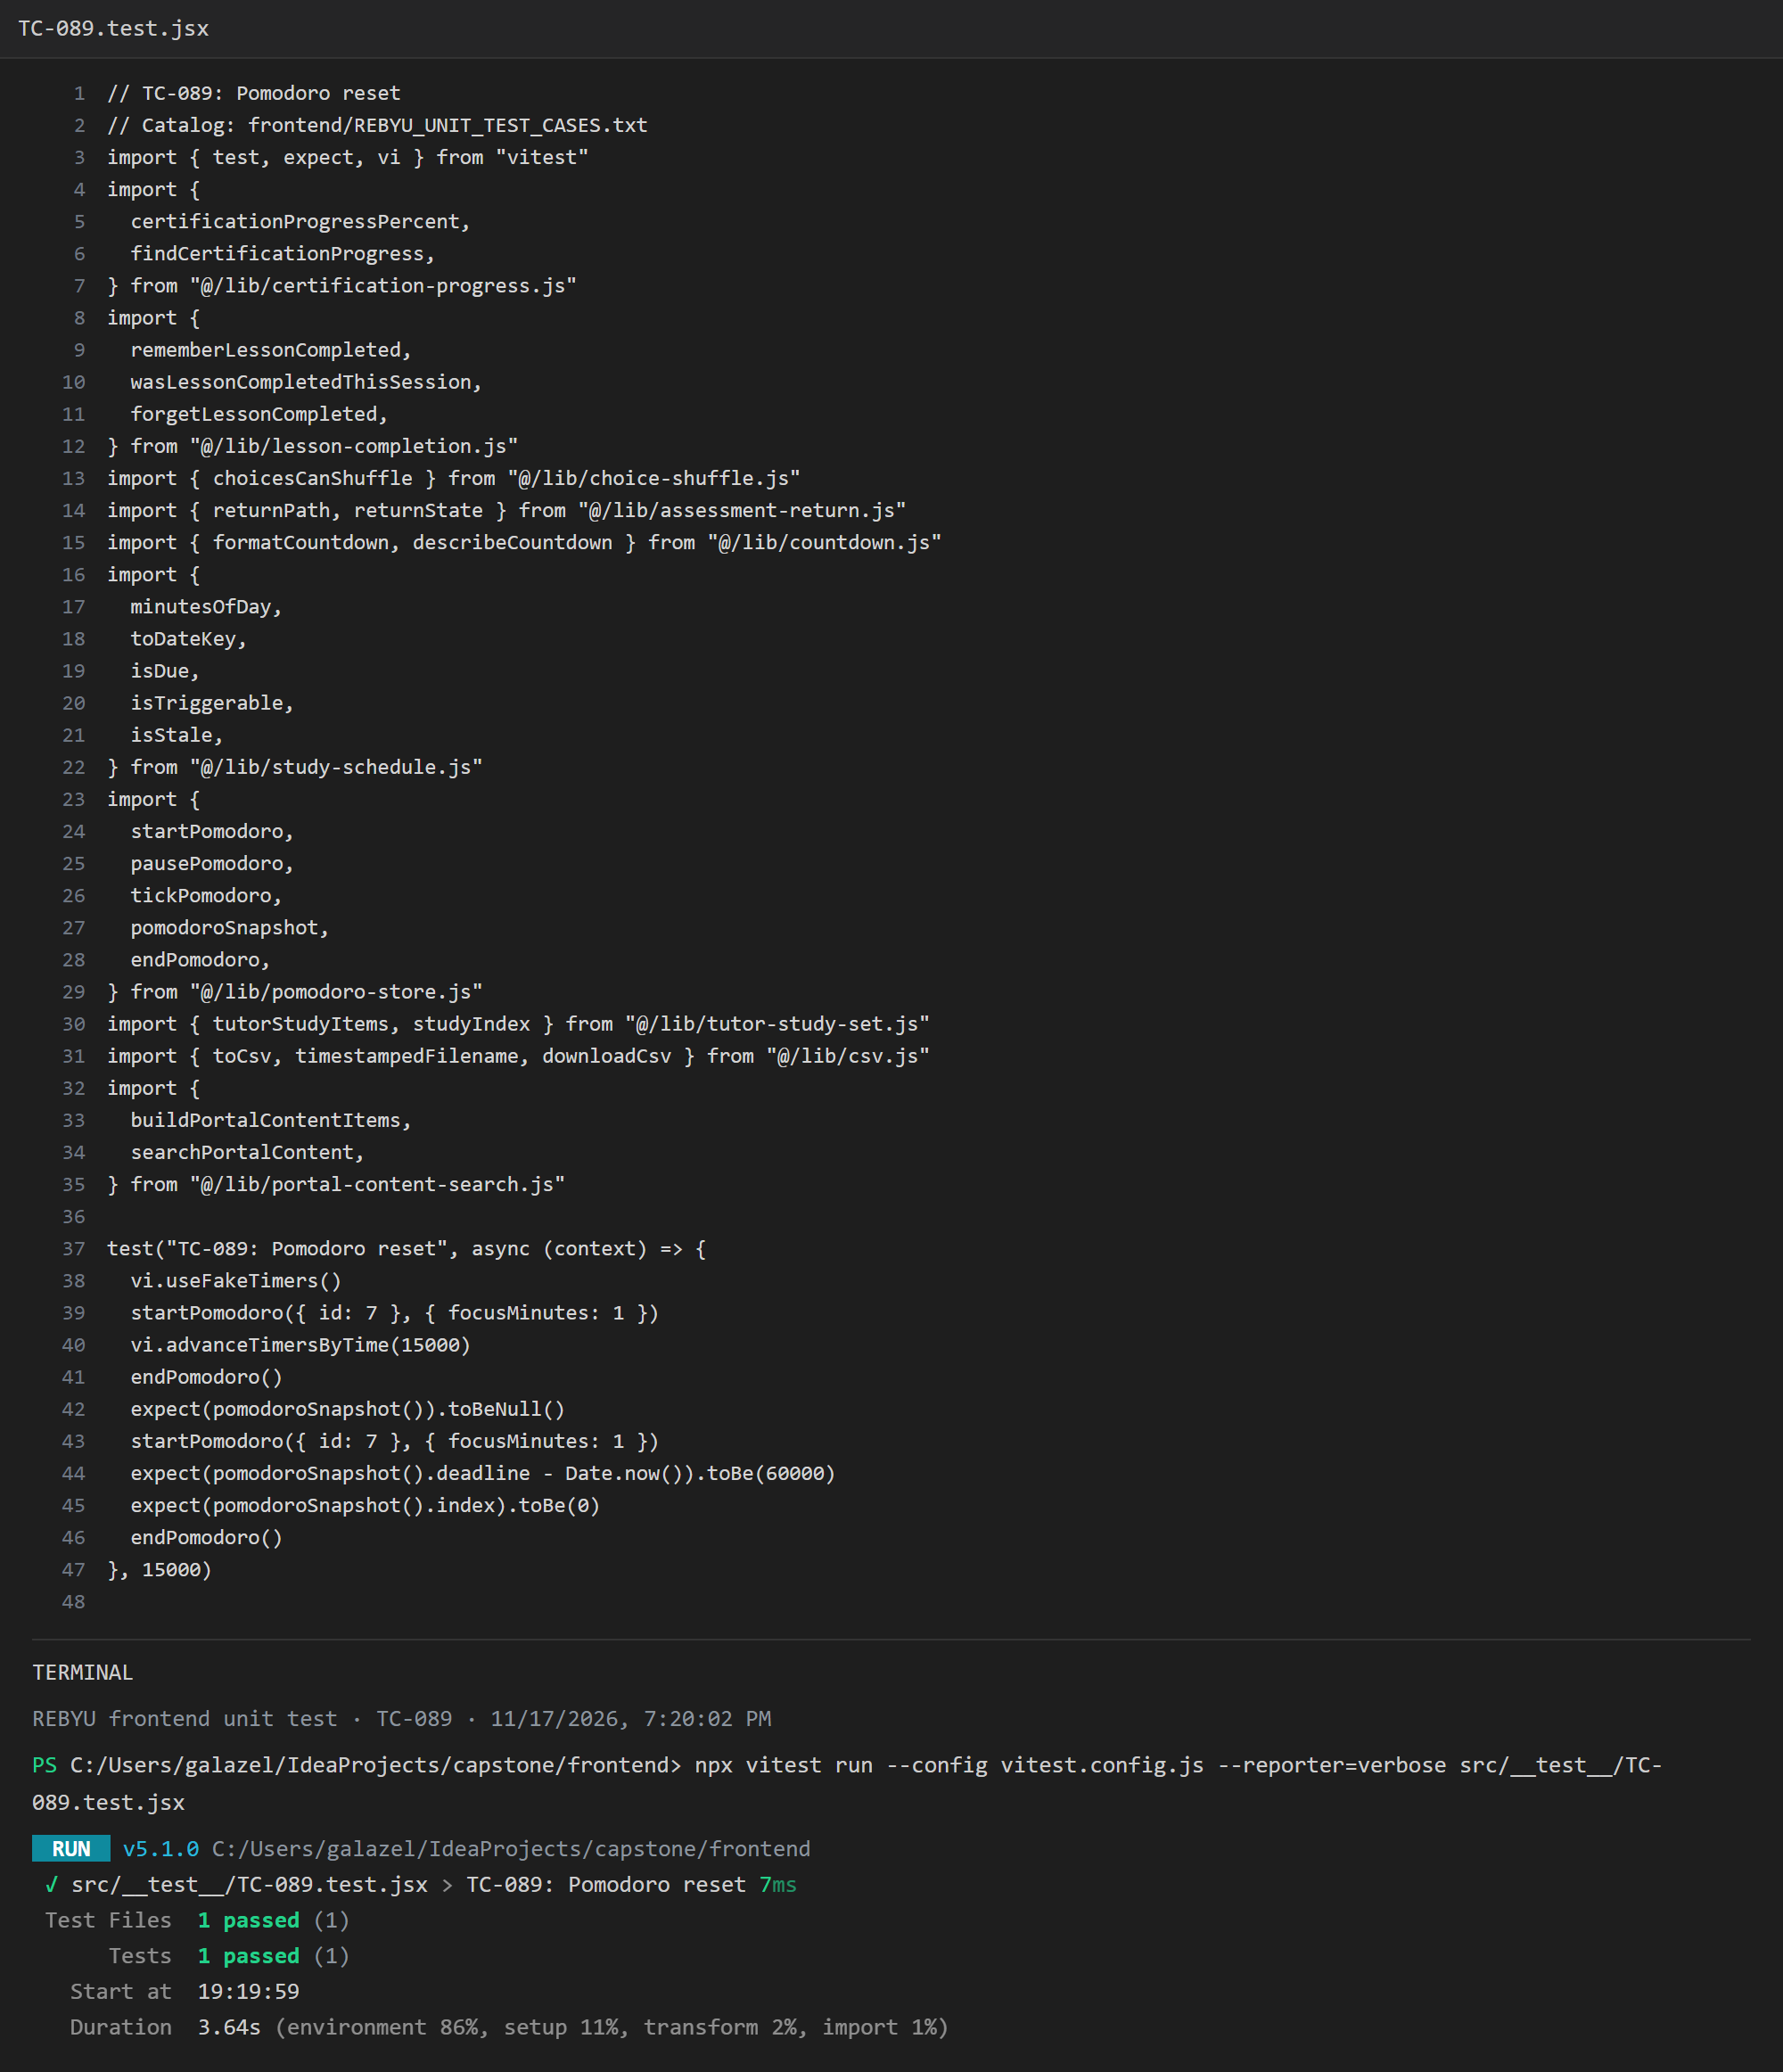 TC-089.test.jsx
1 // TC-089: Pomodoro reset
2 // Catalog: frontend/REBYU_UNIT_TEST_CASES.txt
3 import { test, expect, vi } from "vitest"
4 import {
5   certificationProgressPercent,
6   findCertificationProgress,
7 } from "@/lib/certification-progress.js"
8 import {
9   rememberLessonCompleted,
10   wasLessonCompletedThisSession,
11   forgetLessonCompleted,
12 } from "@/lib/lesson-completion.js"
13 import { choicesCanShuffle } from "@/lib/choice-shuffle.js"
14 import { returnPath, returnState } from "@/lib/assessment-return.js"
15 import { formatCountdown, describeCountdown } from "@/lib/countdown.js"
16 import {
17   minutesOfDay,
18   toDateKey,
19   isDue,
20   isTriggerable,
21   isStale,
22 } from "@/lib/study-schedule.js"
23 import {
24   startPomodoro,
25   pausePomodoro,
26   tickPomodoro,
27   pomodoroSnapshot,
28   endPomodoro,
29 } from "@/lib/pomodoro-store.js"
30 import { tutorStudyItems, studyIndex } from "@/lib/tutor-study-set.js"
31 import { toCsv, timestampedFilename, downloadCsv } from "@/lib/csv.js"
32 import {
33   buildPortalContentItems,
34   searchPortalContent,
35 } from "@/lib/portal-content-search.js"
36
37 test("TC-089: Pomodoro reset", async (context) => {
38   vi.useFakeTimers()
39   startPomodoro({ id: 7 }, { focusMinutes: 1 })
40   vi.advanceTimersByTime(15000)
41   endPomodoro()
42   expect(pomodoroSnapshot()).toBeNull()
43   startPomodoro({ id: 7 }, { focusMinutes: 1 })
44   expect(pomodoroSnapshot().deadline - Date.now()).toBe(60000)
45   expect(pomodoroSnapshot().index).toBe(0)
46   endPomodoro()
47 }, 15000)
48
TERMINAL
REBYU frontend unit test · TC-089 · 11/17/2026, 7:20:02 PM
PS C:/Users/galazel/IdeaProjects/capstone/frontend> npx vitest run --config vitest.config.js --reporter=verbose src/__test__/TC-
089.test.jsx
RUN v5.1.0 C:/Users/galazel/IdeaProjects/capstone/frontend
✓ src/__test__/TC-089.test.jsx > TC-089: Pomodoro reset 7ms
Test Files 1 passed (1)
Tests 1 passed (1)
Start at 19:19:59
Duration 3.64s (environment 86%, setup 11%, transform 2%, import 1%)